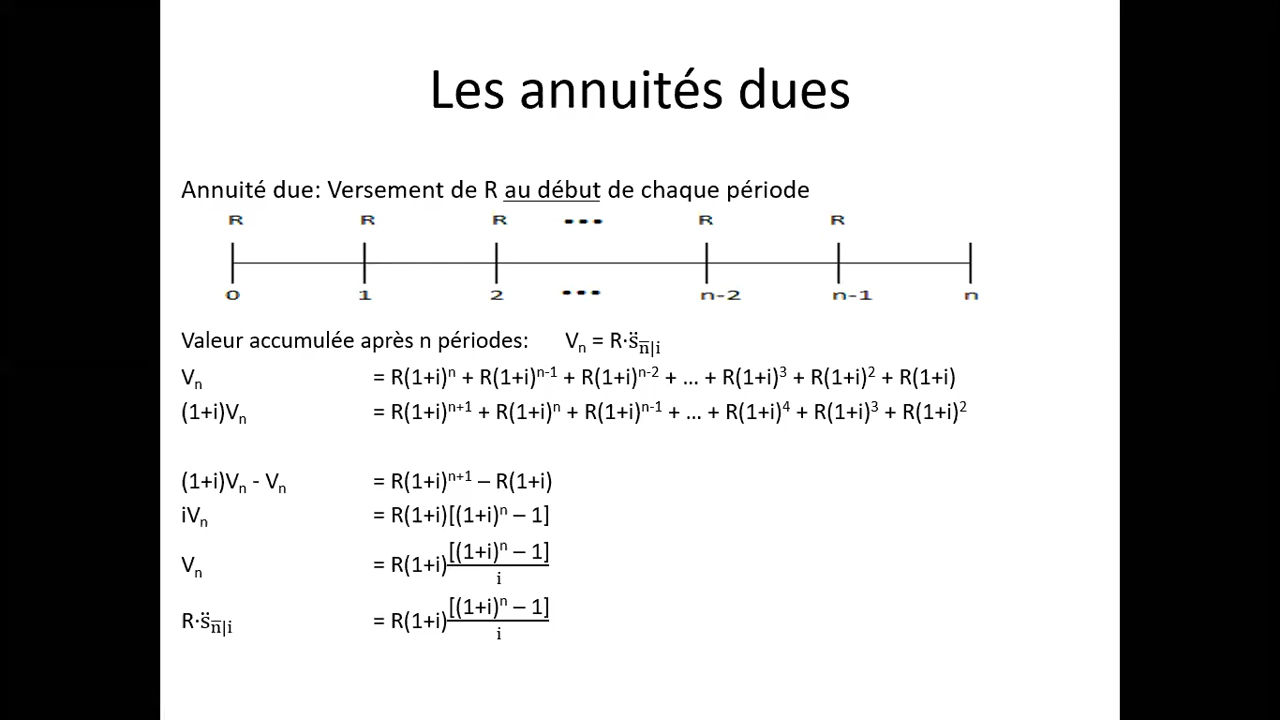 Les annuités dues
Annuité due: Versement de R au début de chaque période
R R R ••• R R
0 1 2 ••• n-2 n-1 n
Valeur accumulée après n périodes: Vₙ = R·s̈n̅|i
Vₙ = R(1+i)ⁿ + R(1+i)ⁿ⁻¹ + R(1+i)ⁿ⁻² + ... + R(1+i)³ + R(1+i)² + R(1+i)
(1+i)Vₙ = R(1+i)ⁿ⁺¹ + R(1+i)ⁿ + R(1+i)ⁿ⁻¹ + ... + R(1+i)⁴ + R(1+i)³ + R(1+i)²
(1+i)Vₙ - Vₙ = R(1+i)ⁿ⁺¹ – R(1+i)
iVₙ = R(1+i)[(1+i)ⁿ – 1]
Vₙ = R(1+i)[(1+i)ⁿ – 1]/i
R·s̈n̅|i = R(1+i)[(1+i)ⁿ – 1]/i